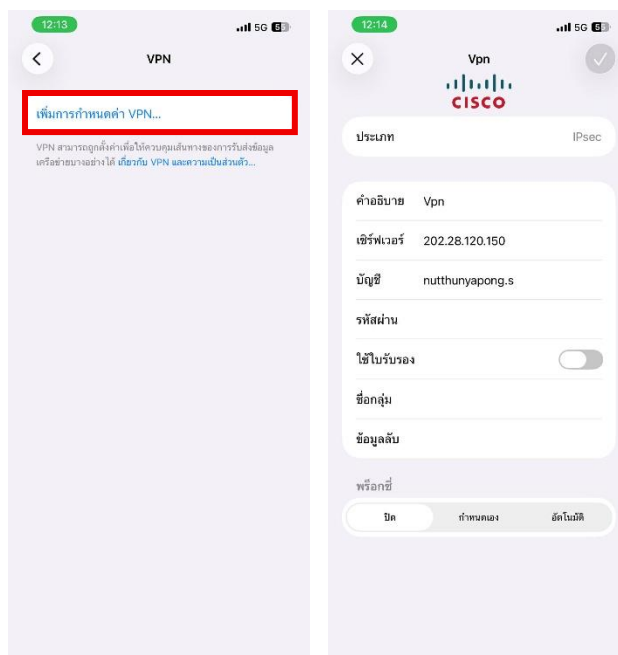 12:13
5G 65
VPN
เพิ่มการกำหนดค่า VPN...
VPN สามารถถูกตั้งค่าเพื่อให้ควบคุมเส้นทางของการรับส่งข้อมูล
เครือข่ายบางอย่างได้ เกี่ยวกับ VPN และความเป็นส่วนตัว...
12:14
5G 65
Vpn
CISCO
ประเภท IPsec
คำอธิบาย Vpn
เซิร์ฟเวอร์ 202.28.120.150
บัญชี nutthunyapong.s
รหัสผ่าน
ใช้ใบรับรอง
ชื่อกลุ่ม
ข้อมูลลับ
พร็อกซี่
ปิด กำหนดเอง อัตโนมัติ